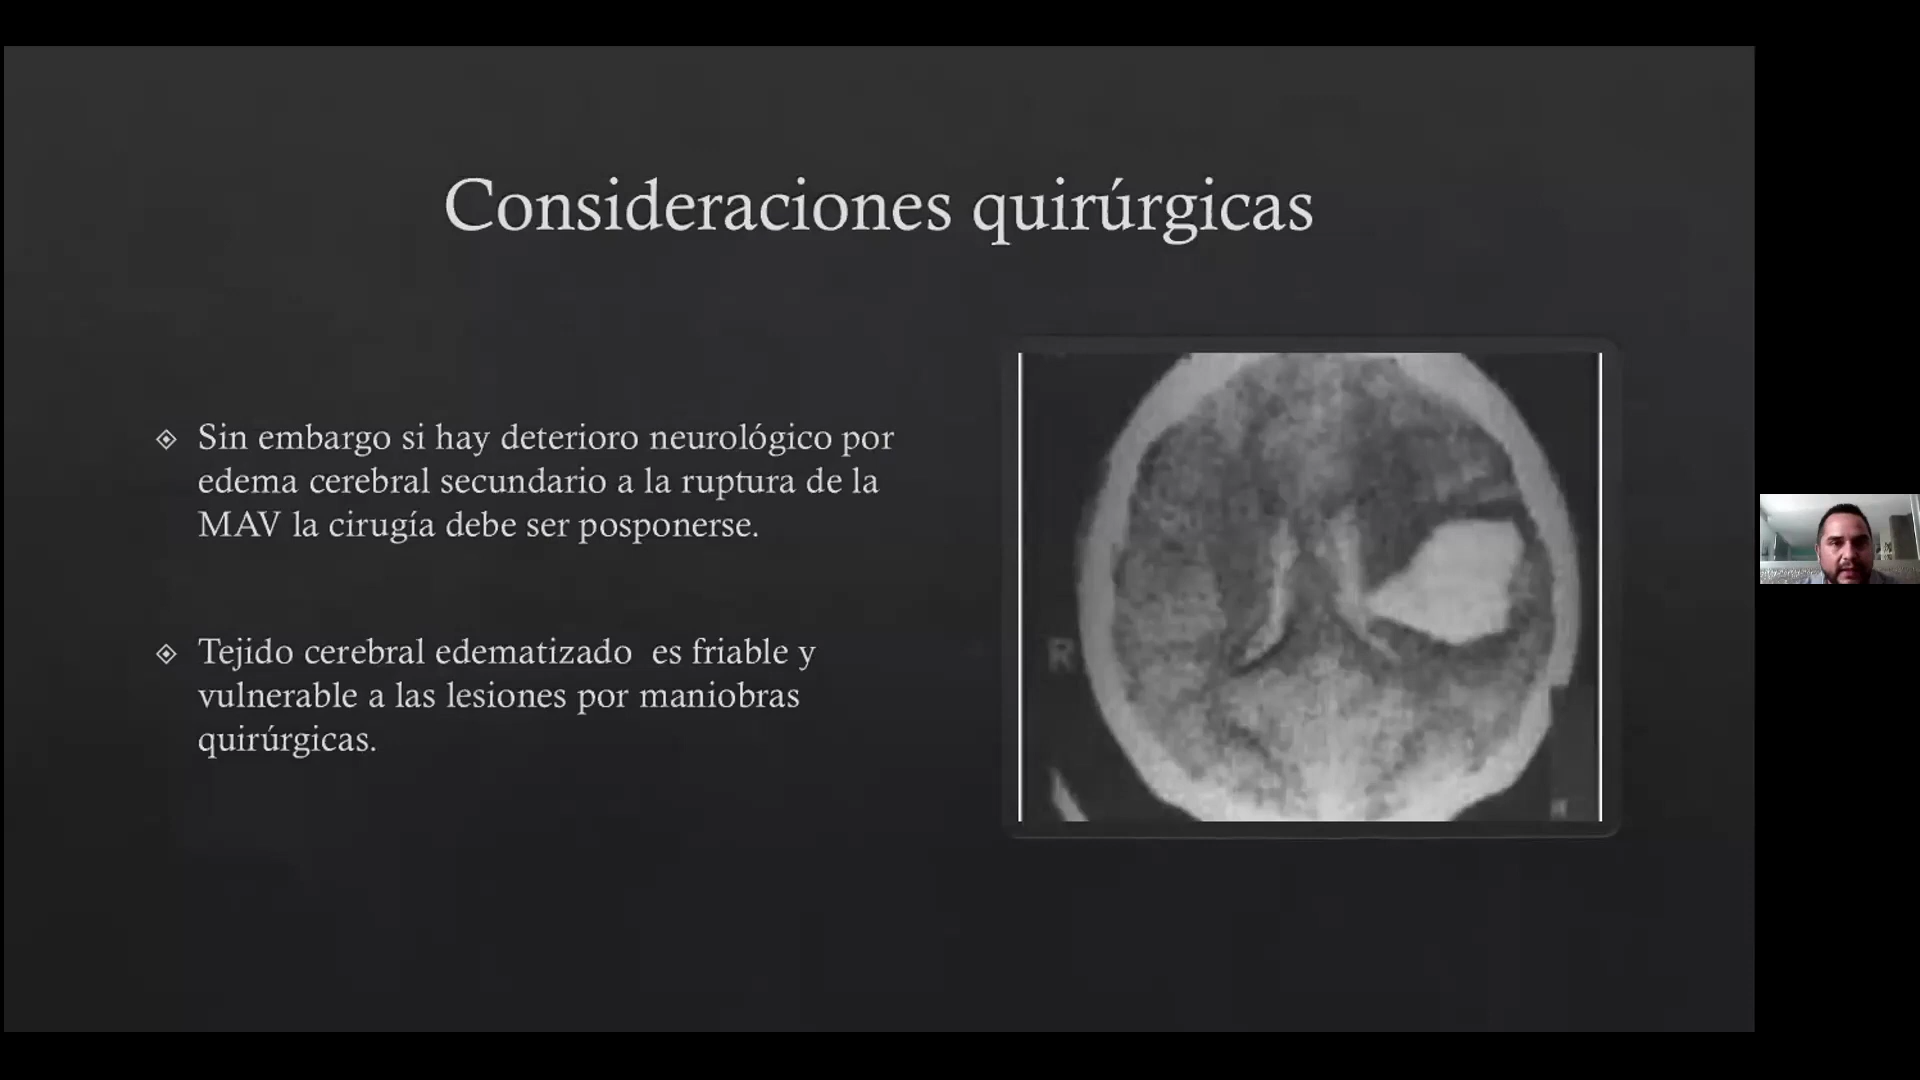 Consideraciones quirúrgicas
Sin embargo si hay deterioro neurológico por
edema cerebral secundario a la ruptura de la
MAV la cirugía debe ser posponerse.
Tejido cerebral edematizado es friable y
vulnerable a las lesiones por maniobras
quirúrgicas.
R